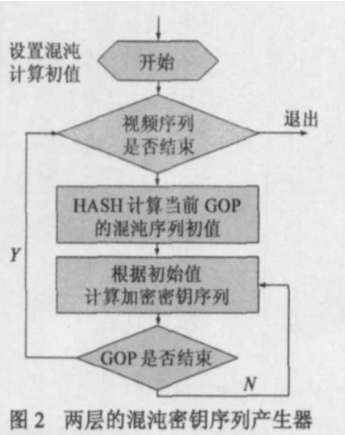 设置混沌
计算初值
开始
视频序列
是否结束
退出
HASH 计算当前 GOP
的混沌序列初值
Y
根据初始值
计算加密密钥序列
GOP 是否结束
N
图 2 两层的混沌密钥序列产生器